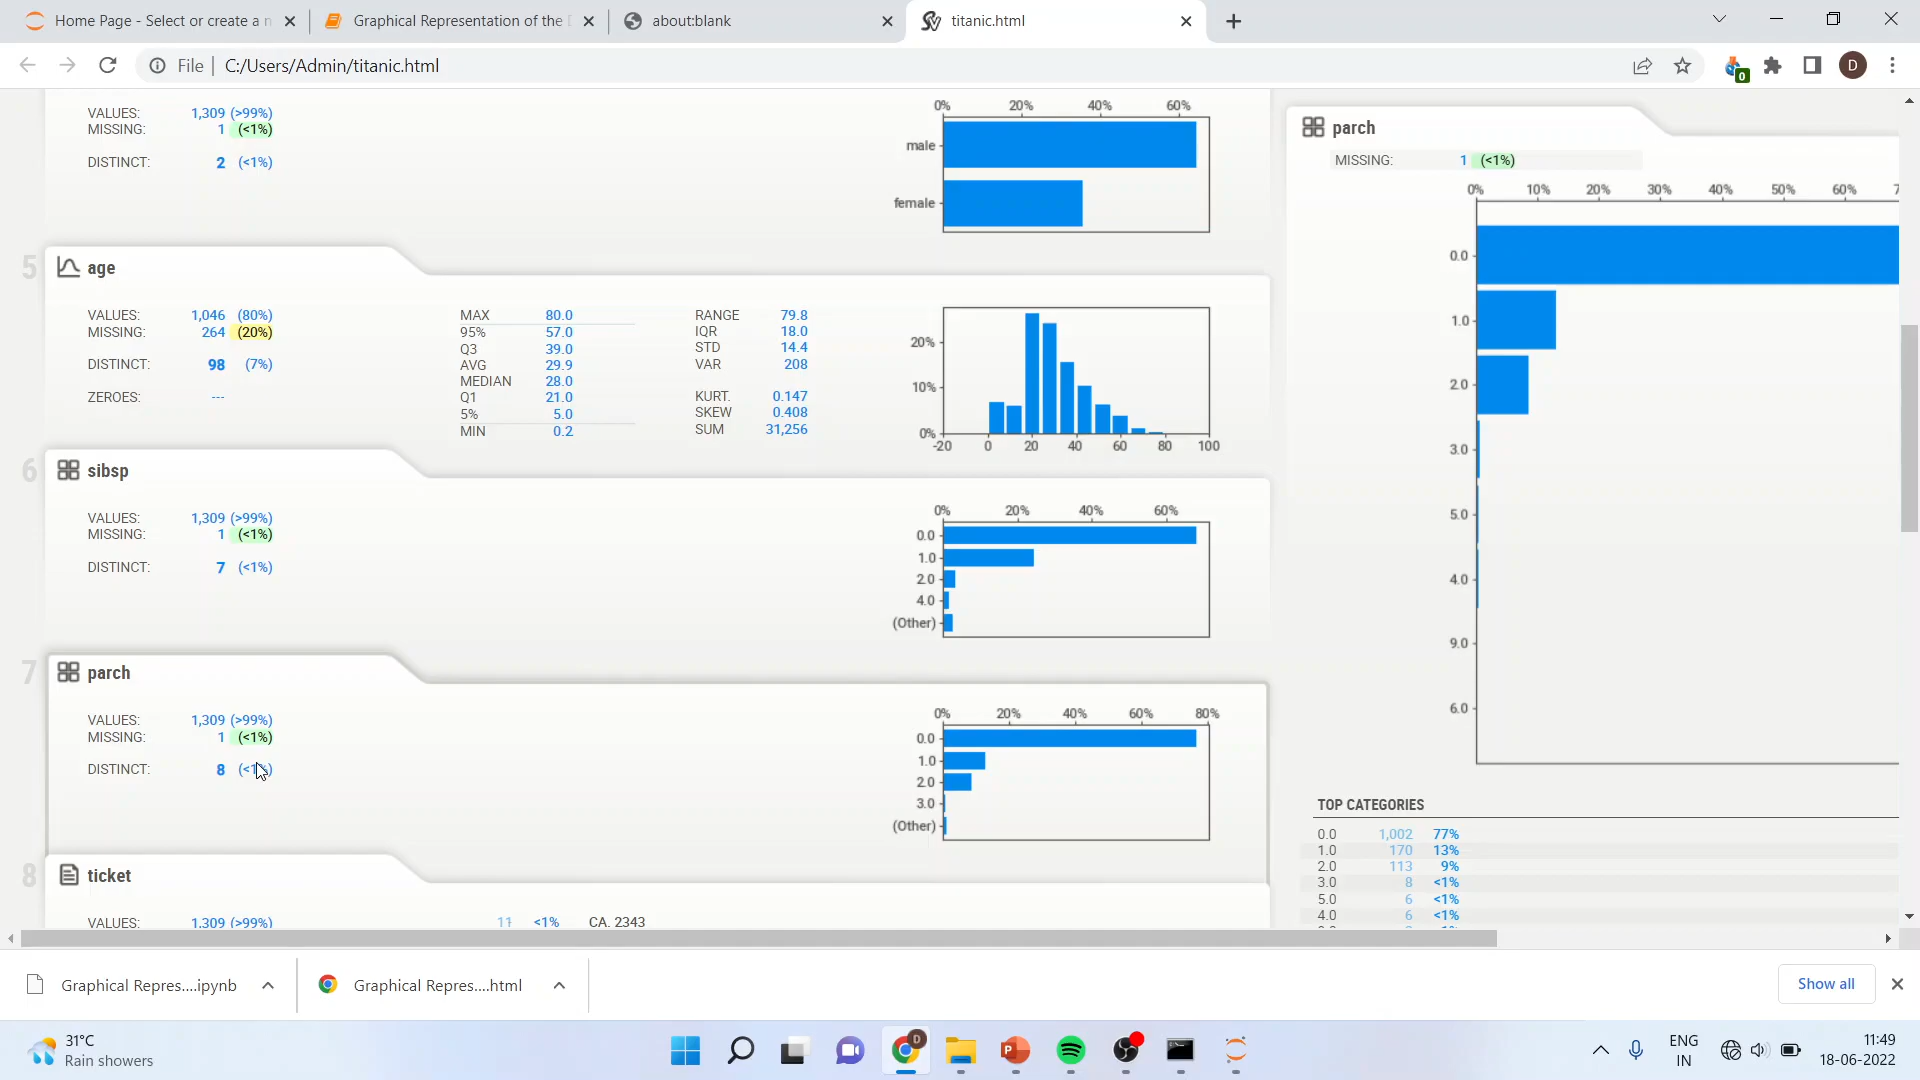 Home Page - Select or create a n
Graphical Representation of the D
about:blank
titanic.html
File | C:/Users/Admin/titanic.html
0
D
VALUES: 1,309 (>99%)
MISSING: 1 (<1%)
DISTINCT: 2 (<1%)
0% 20% 40% 60%
male
female
5 age
VALUES: 1,046 (80%)
MISSING: 264 (20%)
DISTINCT: 98 (7%)
ZEROES: ---
MAX 80.0
95% 57.0
Q3 39.0
AVG 29.9
MEDIAN 28.0
Q1 21.0
5% 5.0
MIN 0.2
RANGE 79.8
IQR 18.0
STD 14.4
VAR 208
KURT. 0.147
SKEW 0.408
SUM 31,256
20%
10%
0%
-20 0 20 40 60 80 100
6 sibsp
VALUES: 1,309 (>99%)
MISSING: 1 (<1%)
DISTINCT: 7 (<1%)
0% 20% 40% 60%
0.0
1.0
2.0
4.0
(Other)
7 parch
VALUES: 1,309 (>99%)
MISSING: 1 (<1%)
DISTINCT: 8 (<1%)
0% 20% 40% 60% 80%
0.0
1.0
2.0
3.0
(Other)
8 ticket
VALUES: 1,309 (>99%)
11 <1% CA. 2343
parch
MISSING: 1 (<1%)
0% 10% 20% 30% 40% 50% 60% 7
0.0
1.0
2.0
3.0
5.0
4.0
9.0
6.0
TOP CATEGORIES
0.0 1,002 77%
1.0 170 13%
2.0 113 9%
3.0 8 <1%
5.0 6 <1%
4.0 6 <1%
Graphical Repres....ipynb
Graphical Repres....html
Show all
31°C
Rain showers
D
P
ENG
IN
11:49
18-06-2022